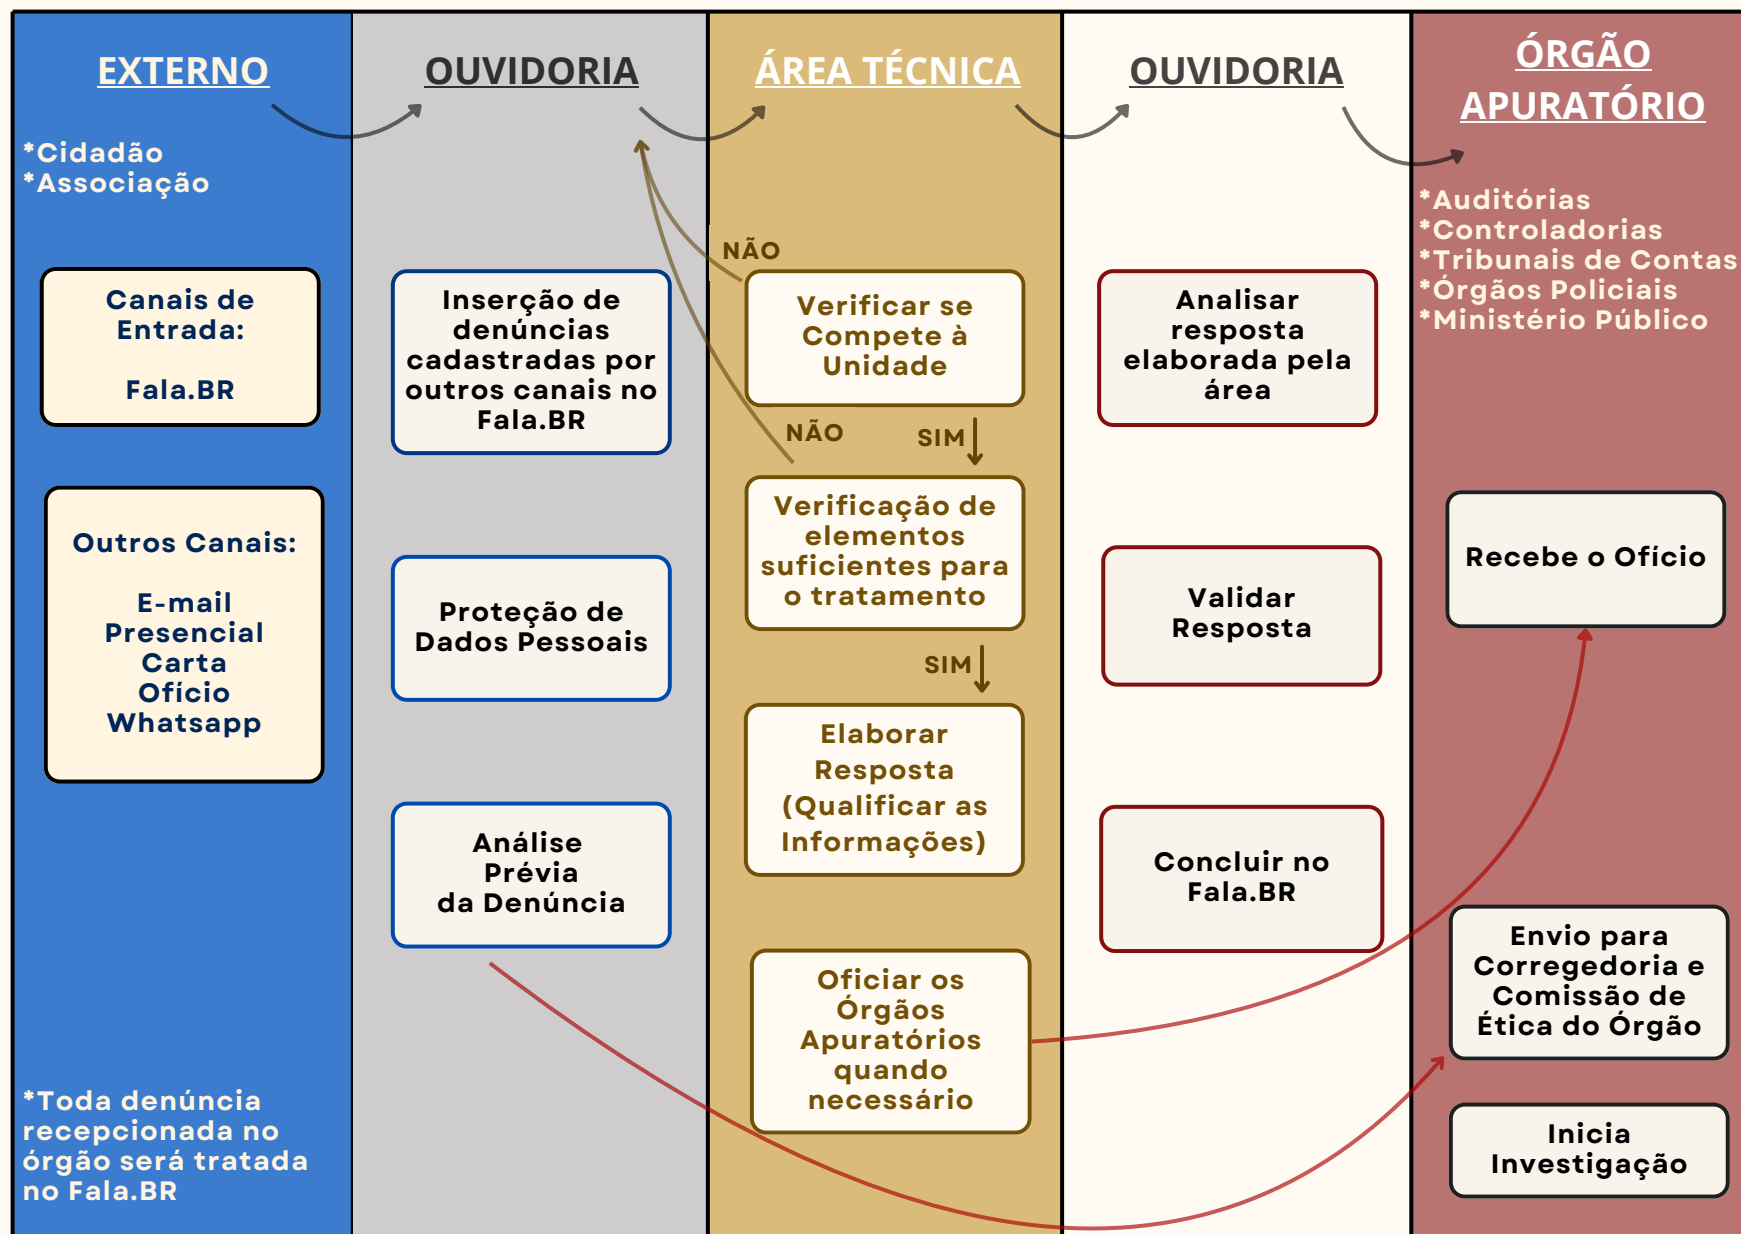 EXTERNO
*Cidadão
*Associação
Canais de
Entrada:
Fala.BR
Outros Canais:
E-mail
Presencial
Carta
Ofício
Whatsapp
*Toda denúncia
recepcionada no
órgão será tratada
no Fala.BR
OUVIDORIA
Inserção de
denúncias
cadastradas por
outros canais no
Fala.BR
Proteção de
Dados Pessoais
Análise
Prévia
da Denúncia
ÁREA TÉCNICA
NÃO
Verificar se
Compete à
Unidade
NÃO
SIM
Verificação de
elementos
suficientes para
o tratamento
SIM
Elaborar
Resposta
(Qualificar as
Informações)
Oficiar os
Órgãos
Apuratórios
quando
necessário
OUVIDORIA
Analisar
resposta
elaborada pela
área
Validar
Resposta
Concluir no
Fala.BR
ÓRGÃO
APURATÓRIO
*Auditórias
*Controladorias
*Tribunais de Contas
*Órgãos Policiais
*Ministério Público
Recebe o Ofício
Envio para
Corregedoria e
Comissão de
Ética do Órgão
Inicia
Investigação